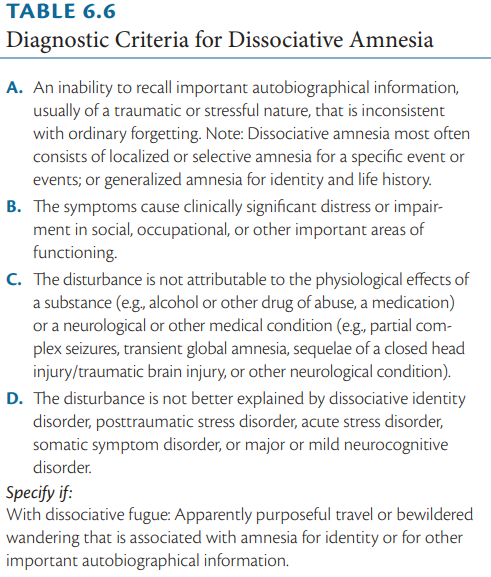 TABLE 6.6
Diagnostic Criteria for Dissociative Amnesia
A. An inability to recall important autobiographical information,
usually of a traumatic or stressful nature, that is inconsistent
with ordinary forgetting. Note: Dissociative amnesia most often
consists of localized or selective amnesia for a specific event or
events; or generalized amnesia for identity and life history.
B. The symptoms cause clinically significant distress or impair-
ment in social, occupational, or other important areas of
functioning.
C. The disturbance is not attributable to the physiological effects of
a substance (e.g., alcohol or other drug of abuse, a medication)
or a neurological or other medical condition (e.g., partial com-
plex seizures, transient global amnesia, sequelae of a closed head
injury/traumatic brain injury, or other neurological condition).
D. The disturbance is not better explained by dissociative identity
disorder, posttraumatic stress disorder, acute stress disorder,
somatic symptom disorder, or major or mild neurocognitive
disorder.
Specify if:
With dissociative fugue: Apparently purposeful travel or bewildered
wandering that is associated with amnesia for identity or for other
important autobiographical information.